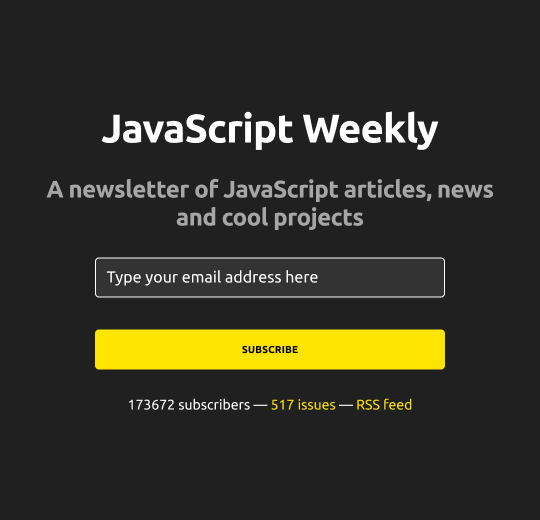 JavaScript Weekly
A newsletter of JavaScript articles, news
and cool projects
Type your email address here
SUBSCRIBE
173672 subscribers — 517 issues — RSS feed